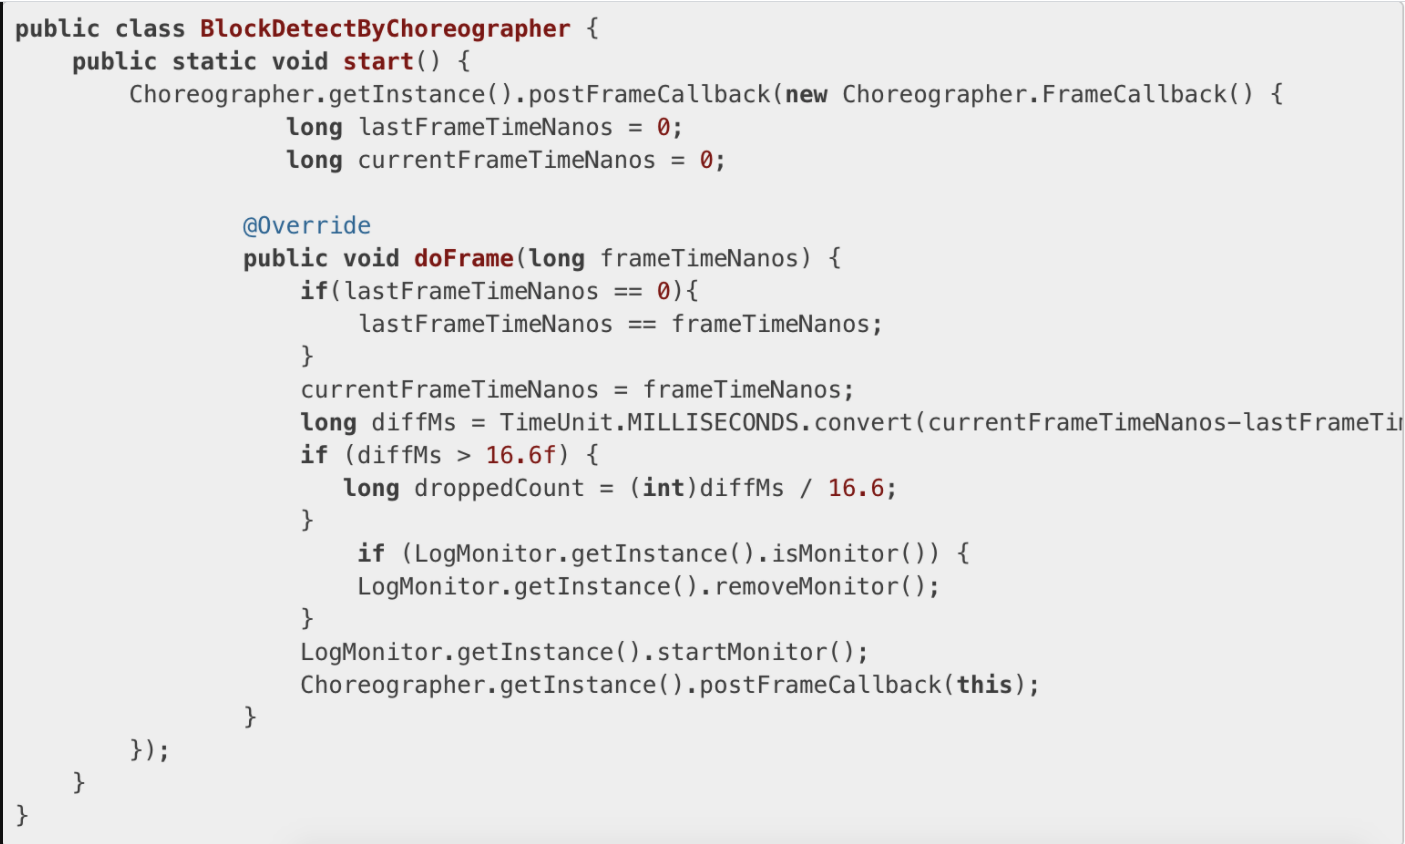 public class BlockDetectByChoreographer {
public static void start() {
Choreographer.getInstance().postFrameCallback(new Choreographer.FrameCallback() {
long lastFrameTimeNanos = 0;
long currentFrameTimeNanos = 0;
@Override
public void doFrame(long frameTimeNanos) {
if(lastFrameTimeNanos == 0){
lastFrameTimeNanos == frameTimeNanos;
}
currentFrameTimeNanos = frameTimeNanos;
long diffMs = TimeUnit.MILLISECONDS.convert(currentFrameTimeNanos-lastFrameTi
if (diffMs > 16.6f) {
long droppedCount = (int)diffMs / 16.6;
}
if (LogMonitor.getInstance().isMonitor()) {
LogMonitor.getInstance().removeMonitor();
}
LogMonitor.getInstance().startMonitor();
Choreographer.getInstance().postFrameCallback(this);
}
});
}
}